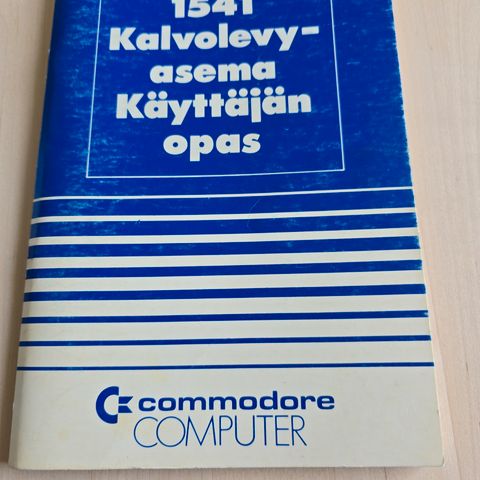 1541
Kalvolevy-
asema
Käyttäjän
opas
commodore
COMPUTER